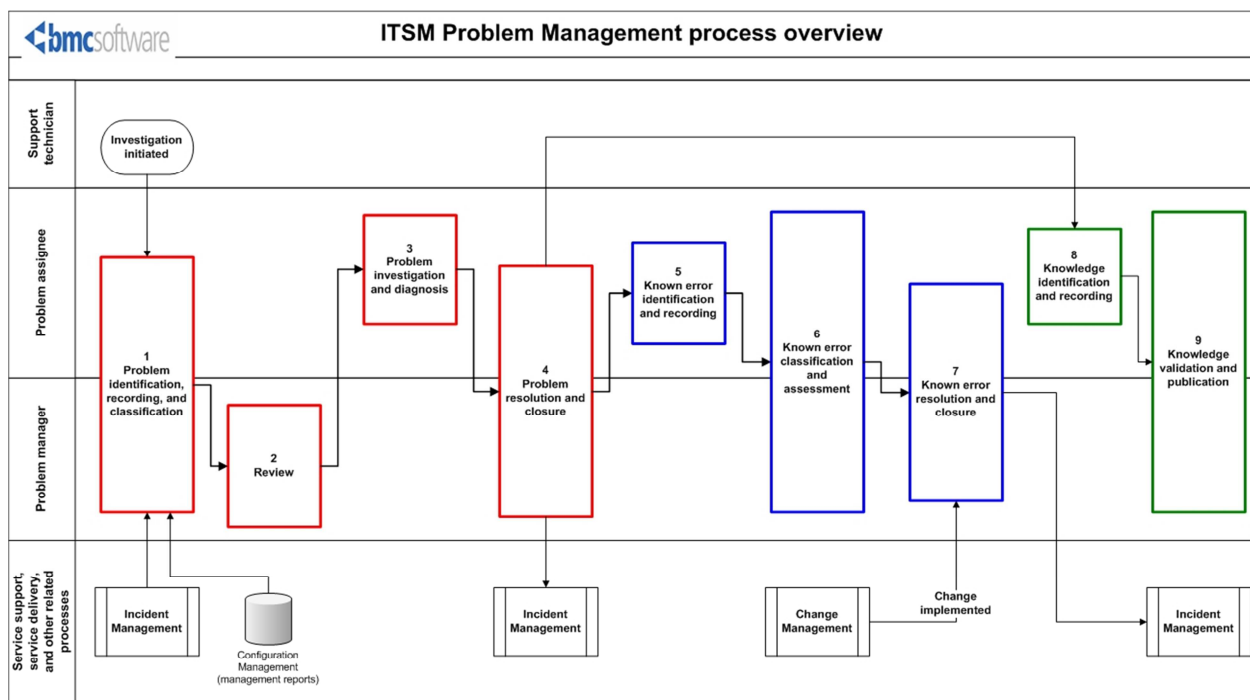 bmcsoftware
ITSM Problem Management process overview
Support
technician
Investigation
initiated
Problem assignee
3
Problem
investigation
and diagnosis
5
Known error
identification
and recording
8
Knowledge
identification
and recording
1
Problem
identification,
recording, and
classification
4
Problem
resolution and
closure
6
Known error
classification
and
assessment
7
Known error
resolution and
closure
9
Knowledge
validation and
publication
Problem manager
2
Review
Service support,
service delivery,
and other related
processes
Incident
Management
Configuration
Management
(management reports)
Incident
Management
Change
Management
Change
implemented
Incident
Management